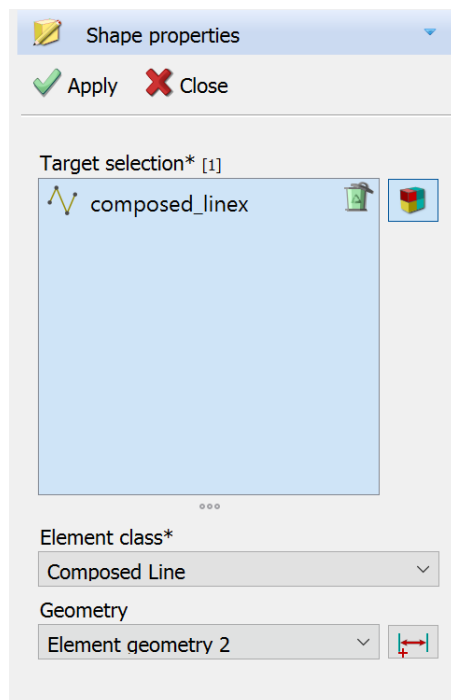 Shape properties
Apply Close
Target selection* [1]
composed_linex
Element class*
Composed Line
Geometry
Element geometry 2